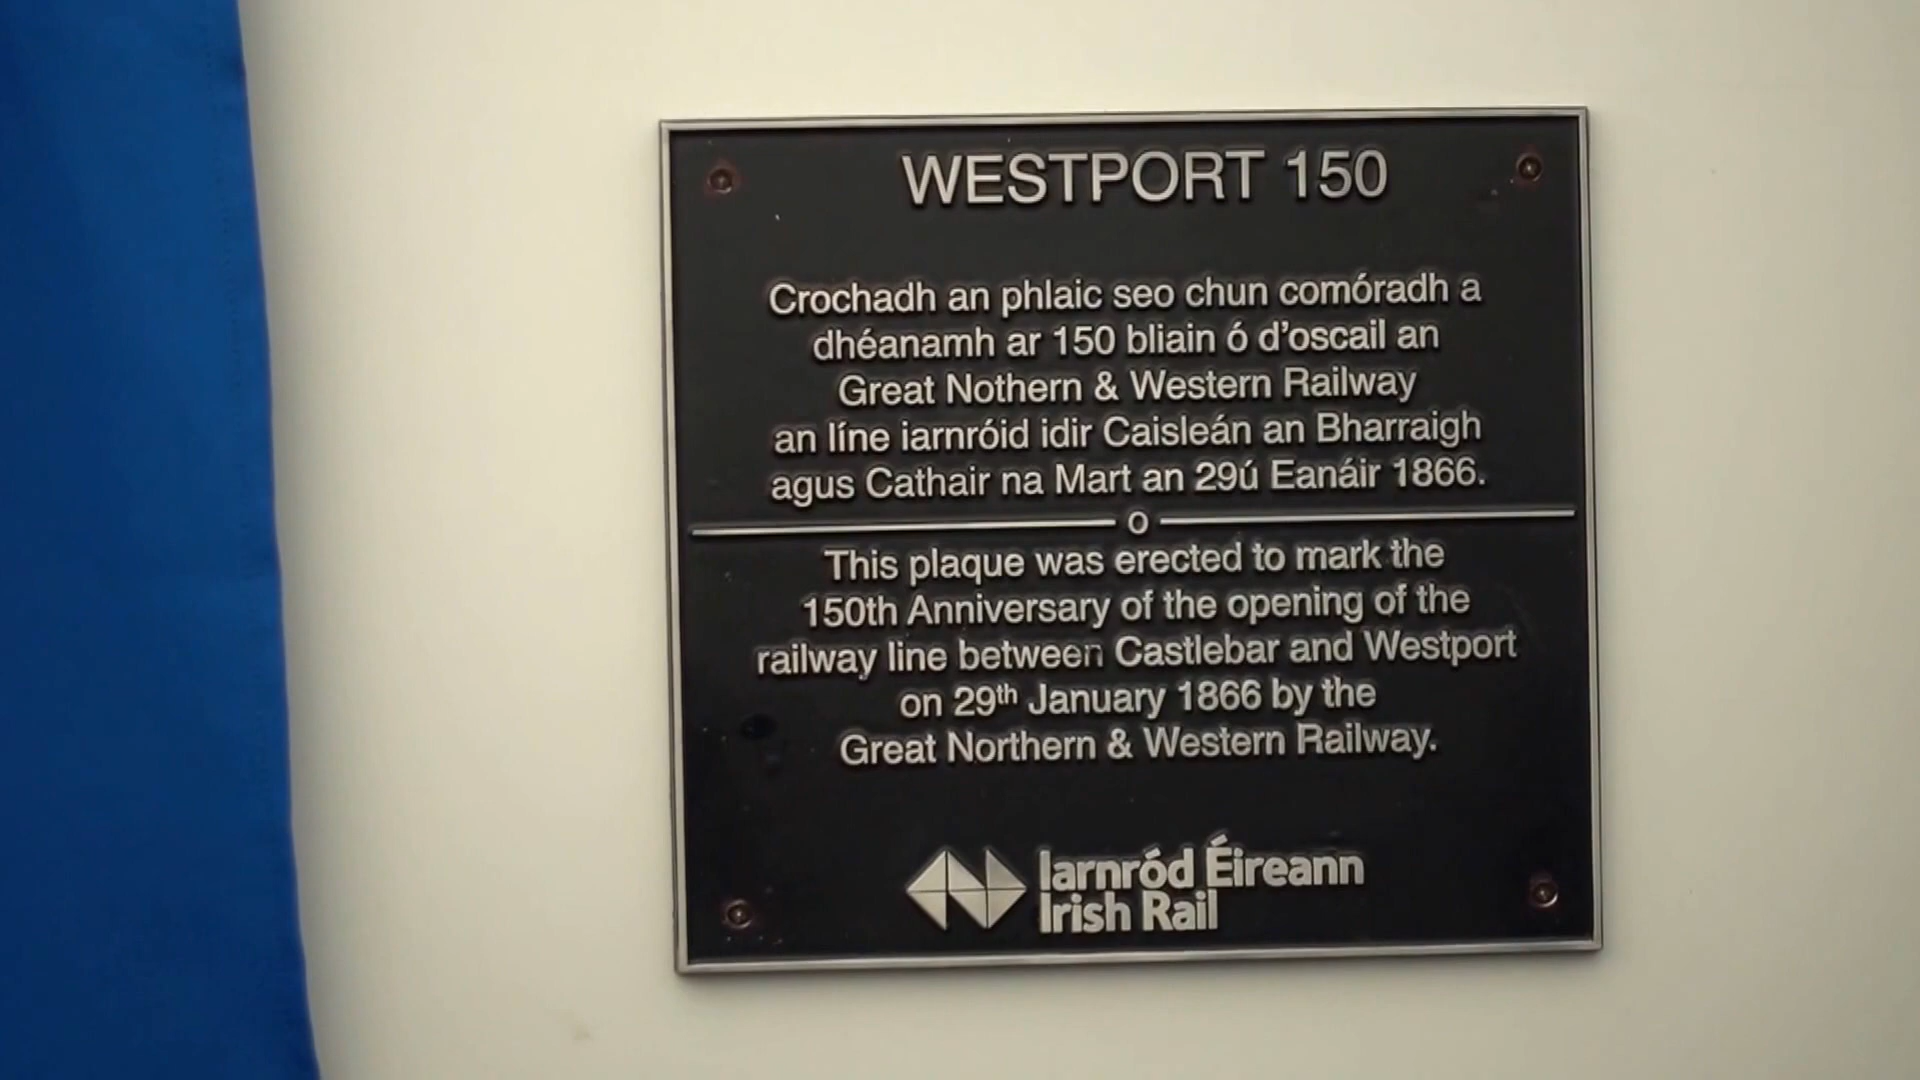 WESTPORT 150
Crochadh an phlaic seo chun comóradh a
dhéanamh ar 150 bliain ó d'oscail an
Great Nothern & Western Railway
an líne iarnróid idir Caisleán an Bharraigh
agus Cathair na Mart an 29ú Eanáir 1866.
This plaque was erected to mark the
150th Anniversary of the opening of the
railway line between Castlebar and Westport
on 29th January 1866 by the
Great Northern & Western Railway.
Iarnród Éireann
Irish Rail